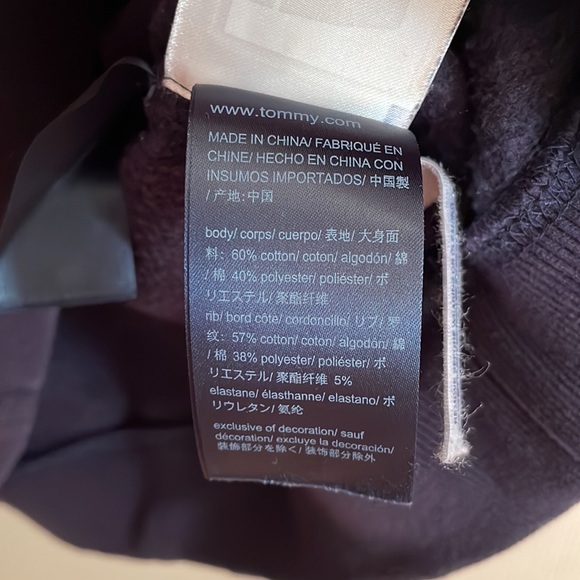 www.tommy.com
MADE IN CHINA/ FABRIQUÉ EN
CHINE/ HECHO EN CHINA CON
INSUMOS IMPORTADOS/ 中国製
/ 产地:中国
body/ corps/ cuerpo/ 表地/ 大身面
料: 60% cotton/ coton/ algodón/ 綿
/ 棉 40% polyester/ poliéster/ ポ
リエステル/ 聚酯纤维
rib/ bord côte/ cordoncillo/ リブ/ 罗
纹: 57% cotton/ coton/ algodón/ 綿
/ 棉 38% polyester/ poliéster/ ポ
リエステル/ 聚酯纤维 5%
elastane/ élasthanne/ elastano/ ポ
リウレタン/ 氨纶
exclusive of decoration/ sauf
décoration/ excluye la decoración/
装飾部分を除く/ 装饰部分除外